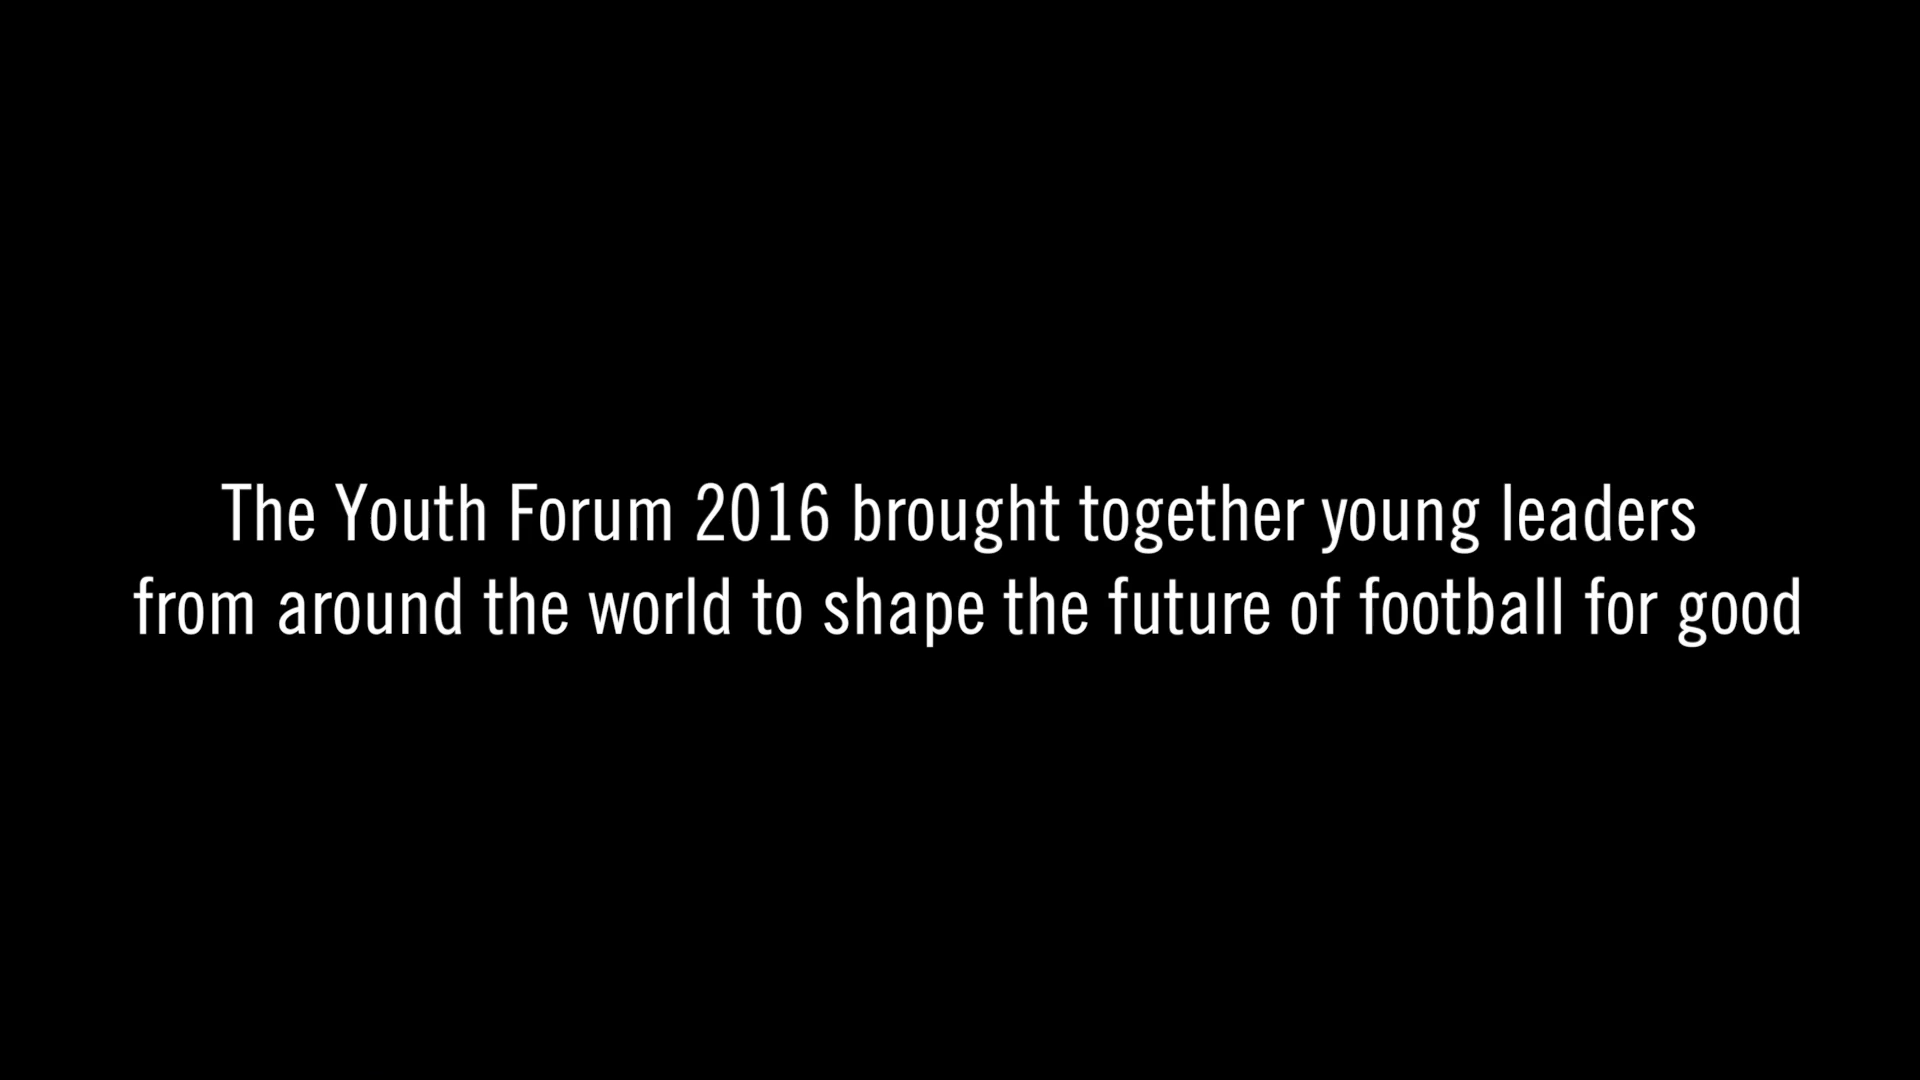 The Youth Forum 2016 brought together young leaders
from around the world to shape the future of football for good